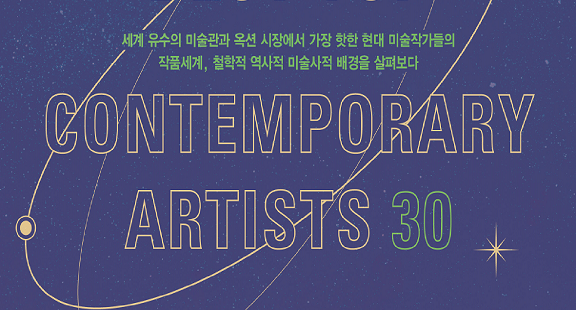 세계 유수의 미술관과 옥션 시장에서 가장 핫한 현대 미술작가들의
작품세계, 철학적 역사적 미술사적 배경을 살펴보다
CONTEMPORARY
ARTISTS 30